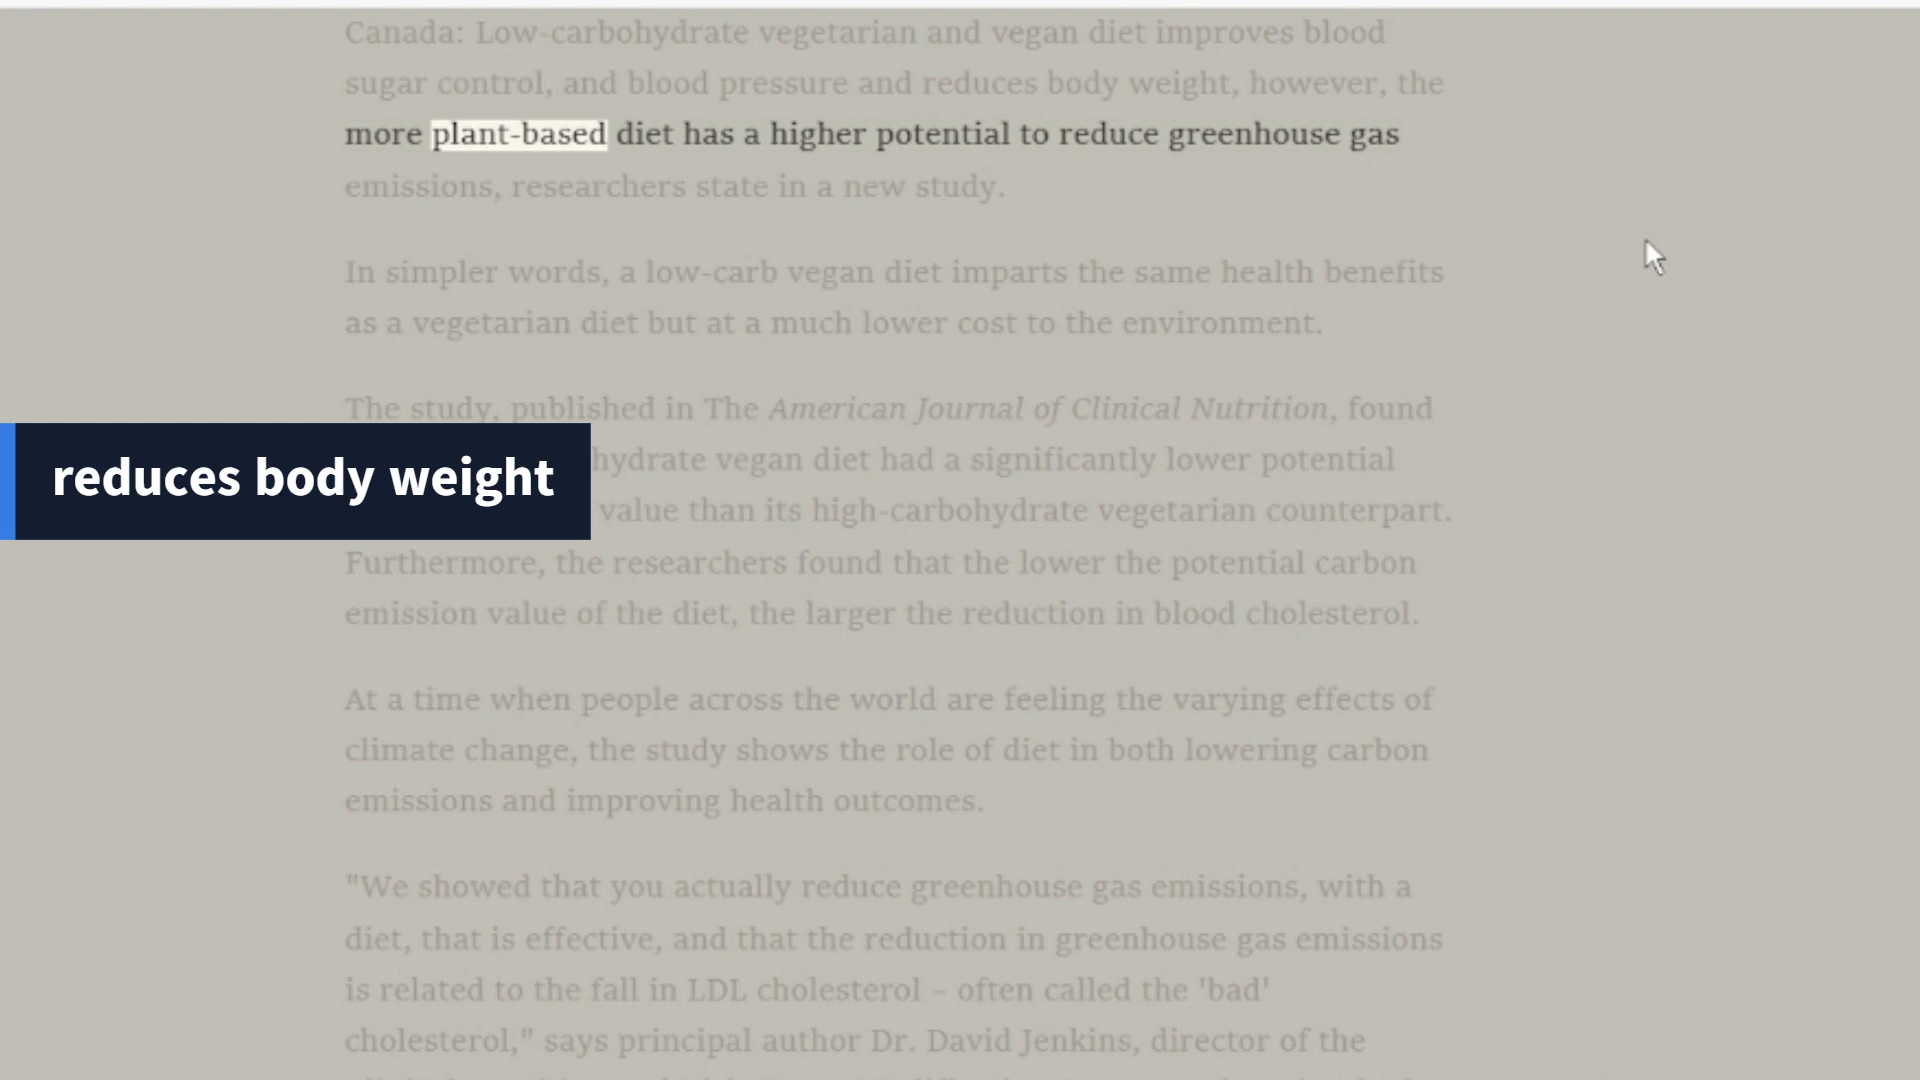 Canada: Low-carbohydrate vegetarian and vegan diet improves blood
sugar control, and blood pressure and reduces body weight, however, the
more plant-based diet has a higher potential to reduce greenhouse gas
emissions, researchers state in a new study.
In simpler words, a low-carb vegan diet imparts the same health benefits
as a vegetarian diet but at a much lower cost to the environment.
The study, published in The American Journal of Clinical Nutrition, found
hydrate vegan diet had a significantly lower potential
reduces body weight
value than its high-carbohydrate vegetarian counterpart.
Furthermore, the researchers found that the lower the potential carbon
emission value of the diet, the larger the reduction in blood cholesterol.
At a time when people across the world are feeling the varying effects of
climate change, the study shows the role of diet in both lowering carbon
emissions and improving health outcomes.
"We showed that you actually reduce greenhouse gas emissions, with a
diet, that is effective, and that the reduction in greenhouse gas emissions
is related to the fall in LDL cholesterol – often called the 'bad'
cholesterol," says principal author Dr. David Jenkins, director of the